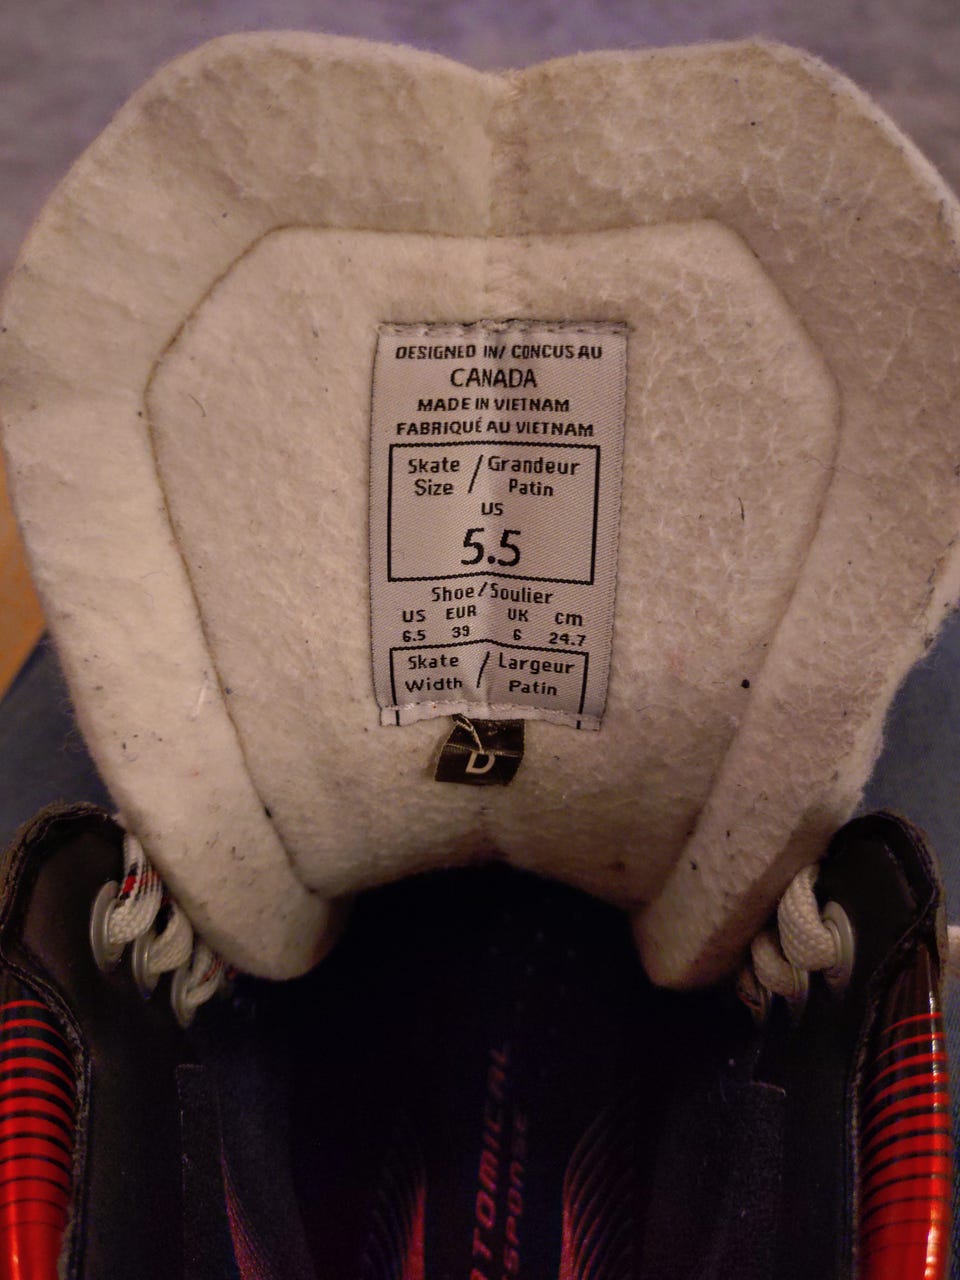 DESIGNED IN/ CONCUS AU
CANADA
MADE IN VIETNAM
FABRIQUÉ AU VIETNAM
Skate / Grandeur
Size Patin
US
5.5
Shoe/Soulier
US EUR UK cm
6.5 39 6 24.7
Skate / Largeur
Width Patin
D